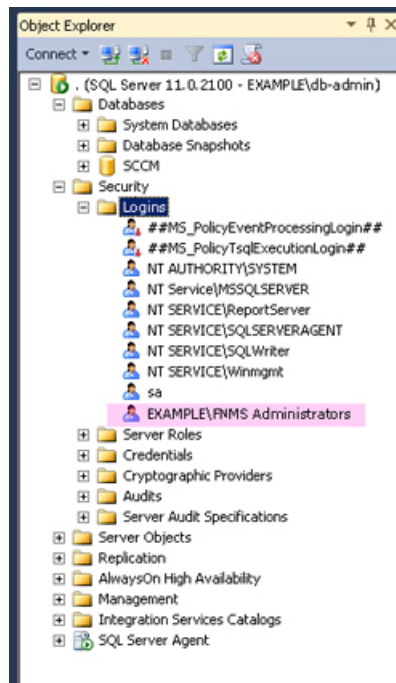 Object Explorer
Connect
. (SQL Server 11.0.2100 - EXAMPLE\db-admin)
Databases
System Databases
Database Snapshots
SCCM
Security
Logins
##MS_PolicyEventProcessingLogin##
##MS_PolicyTsqlExecutionLogin##
NT AUTHORITY\SYSTEM
NT Service\MSSQLSERVER
NT SERVICE\ReportServer
NT SERVICE\SQLSERVERAGENT
NT SERVICE\SQLWriter
NT SERVICE\Winmgmt
sa
EXAMPLE\FNMS Administrators
Server Roles
Credentials
Cryptographic Providers
Audits
Server Audit Specifications
Server Objects
Replication
AlwaysOn High Availability
Management
Integration Services Catalogs
SQL Server Agent